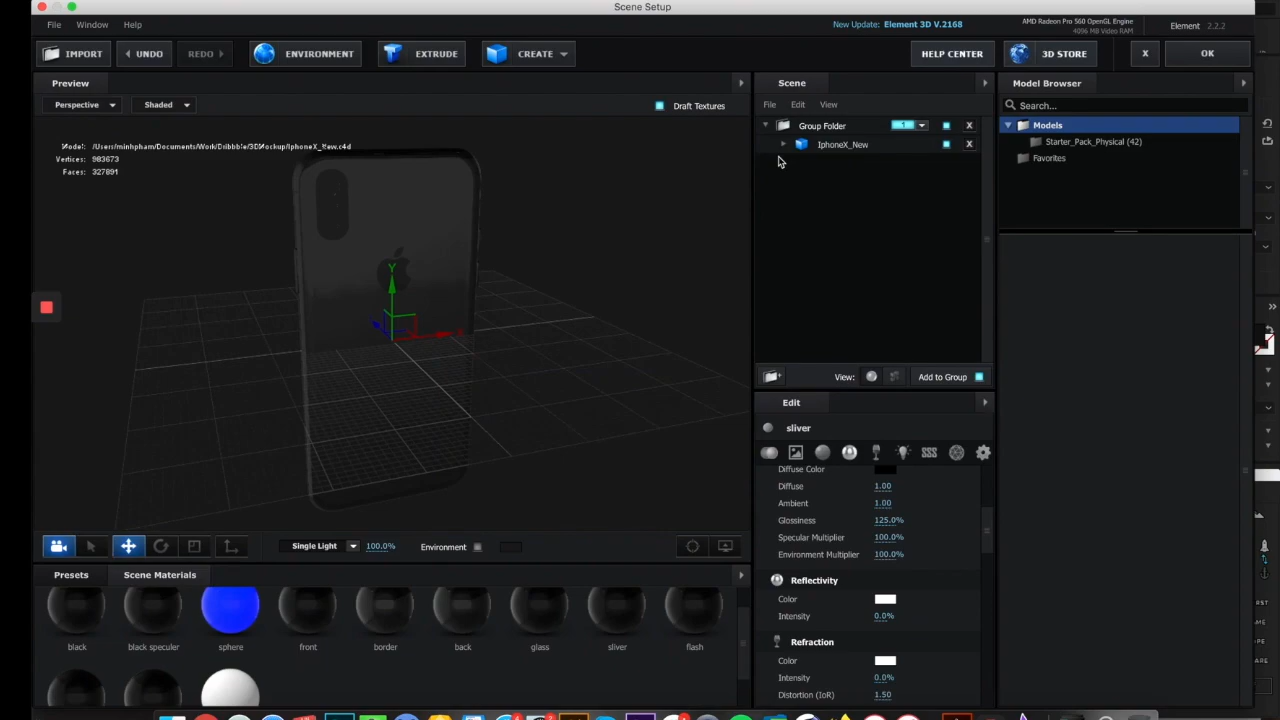 Scene Setup
File Window Help
New Update: Element 3D V.2168
AMD Radeon Pro 560 OpenGL Engine
4096 MB Video RAM
Element 2.2.2
IMPORT UNDO REDO ENVIRONMENT EXTRUDE CREATE HELP CENTER 3D STORE X OK
Preview
Perspective Shaded Draft Textures
Model: /Users/minhpham/Documents/Work/Dribbble/3DMockup/IphoneX_New.c4d
Vertices: 983673
Faces: 327891
Y
X
Single Light 100.0% Environment
Presets Scene Materials
black black speculer sphere front border back glass sliver flash
Scene
File Edit View
Group Folder 1 X
IphoneX_New X
View: Add to Group
Edit
sliver
Diffuse Color
Diffuse 1.00
Ambient 1.00
Glossiness 125.0%
Specular Multiplier 100.0%
Environment Multiplier 100.0%
Reflectivity
Color
Intensity 0.0%
Refraction
Color
Intensity 0.0%
Distortion (IoR) 1.50
Model Browser
Search...
Models
Starter_Pack_Physical (42)
Favorites